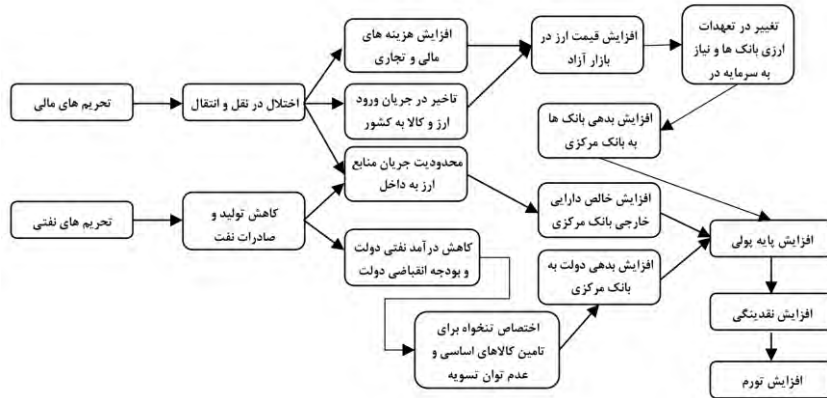 تحریم های مالی
اختلال در نقل و انتقال
افزایش هزینه های
مالی و تجاری
تاخیر در جریان ورود
ارز و کالا به کشور
محدودیت جریان منابع
ارز به داخل
افزایش قیمت ارز در
بازار آزاد
تغییر در تعهدات
ارزی بانک ها و نیاز
به سرمایه در
افزایش بدهی بانک ها
به بانک مرکزی
تحریم های نفتی
کاهش تولید و
صادرات نفت
کاهش درآمد نفتی دولت
و بودجه انقباضی دولت
اختصاص تنخواه برای
تامین کالاهای اساسی و
عدم توان تسویه
افزایش خالص دارایی
خارجی بانک مرکزی
افزایش بدهی دولت به
بانک مرکزی
افزایش پایه پولی
افزایش نقدینگی
افزایش تورم